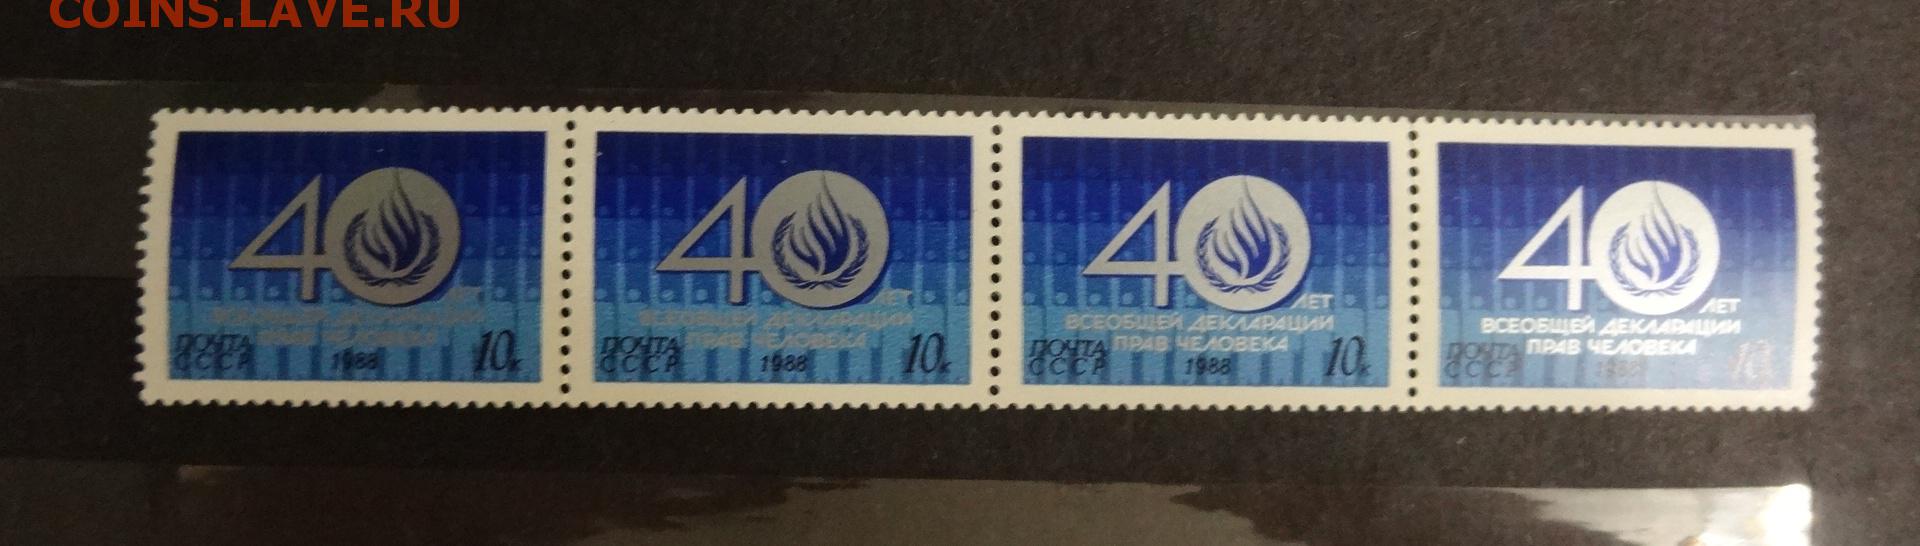 COINS.LAVE.RU
40 ЛЕТ
ВСЕОБЩЕЙ ДЕКЛАРАЦИИ
ПРАВ ЧЕЛОВЕКА
ПОЧТА
СССР
1988
10к
40 ЛЕТ
ВСЕОБЩЕЙ ДЕКЛАРАЦИИ
ПРАВ ЧЕЛОВЕКА
ПОЧТА
СССР
1988
10к
40 ЛЕТ
ВСЕОБЩЕЙ ДЕКЛАРАЦИИ
ПРАВ ЧЕЛОВЕКА
ПОЧТА
СССР
1988
10к
40 ЛЕТ
ВСЕОБЩЕЙ ДЕКЛАРАЦИИ
ПРАВ ЧЕЛОВЕКА
ПОЧТА
СССР
1988
10